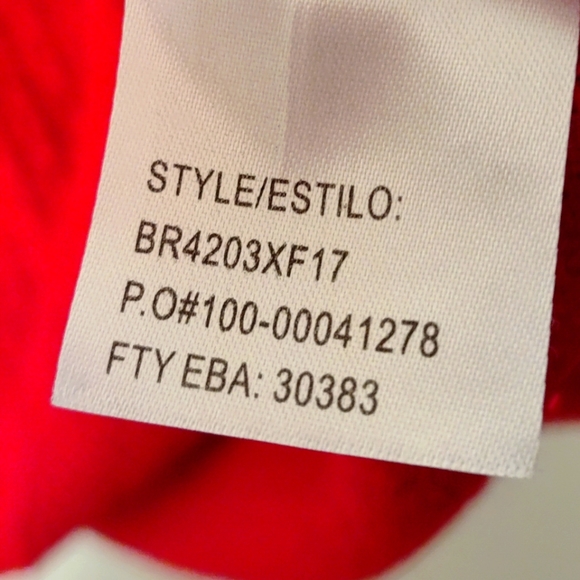 STYLE/ESTILO:
BR4203XF17
P.O#100-00041278
FTY EBA: 30383